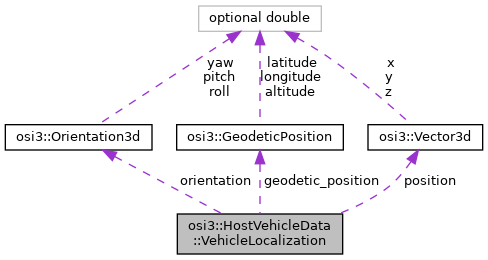 optional double
yaw
pitch
roll
latitude
longitude
altitude
x
y
z
osi3::Orientation3d
osi3::GeodeticPosition
osi3::Vector3d
orientation
geodetic_position
position
osi3::HostVehicleData
::VehicleLocalization